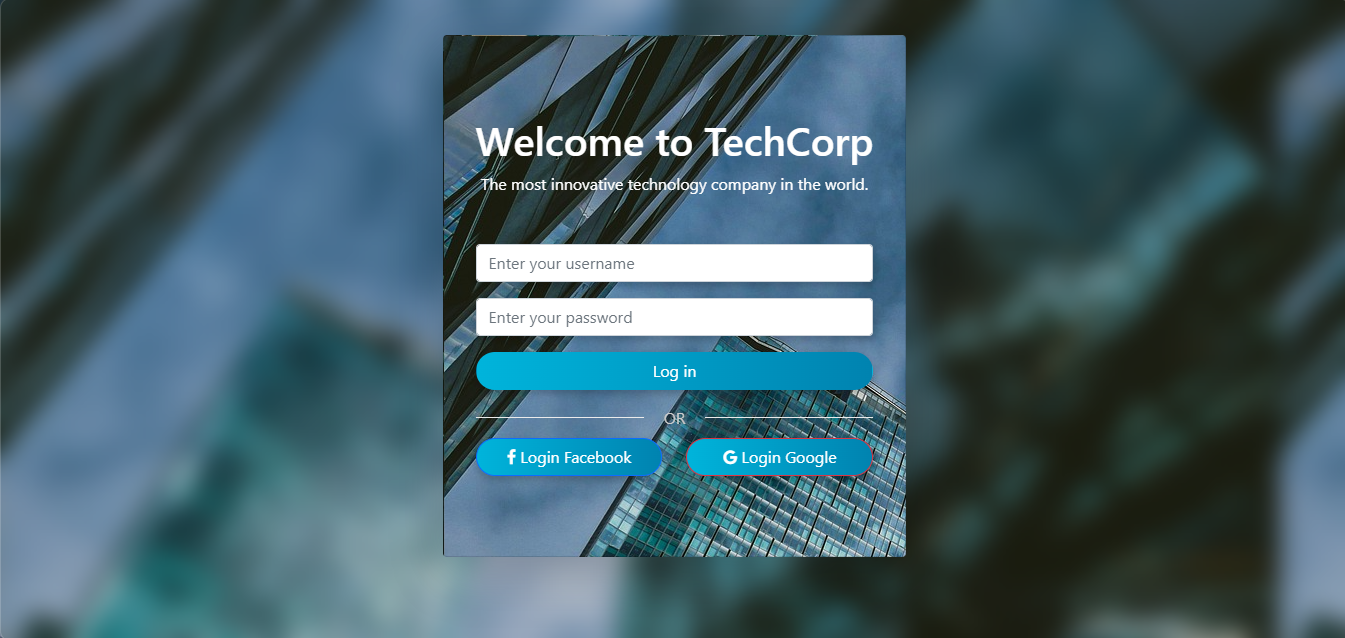 Welcome to TechCorp
The most innovative technology company in the world.
Enter your username
Enter your password
Log in
OR
Login Facebook
Login Google